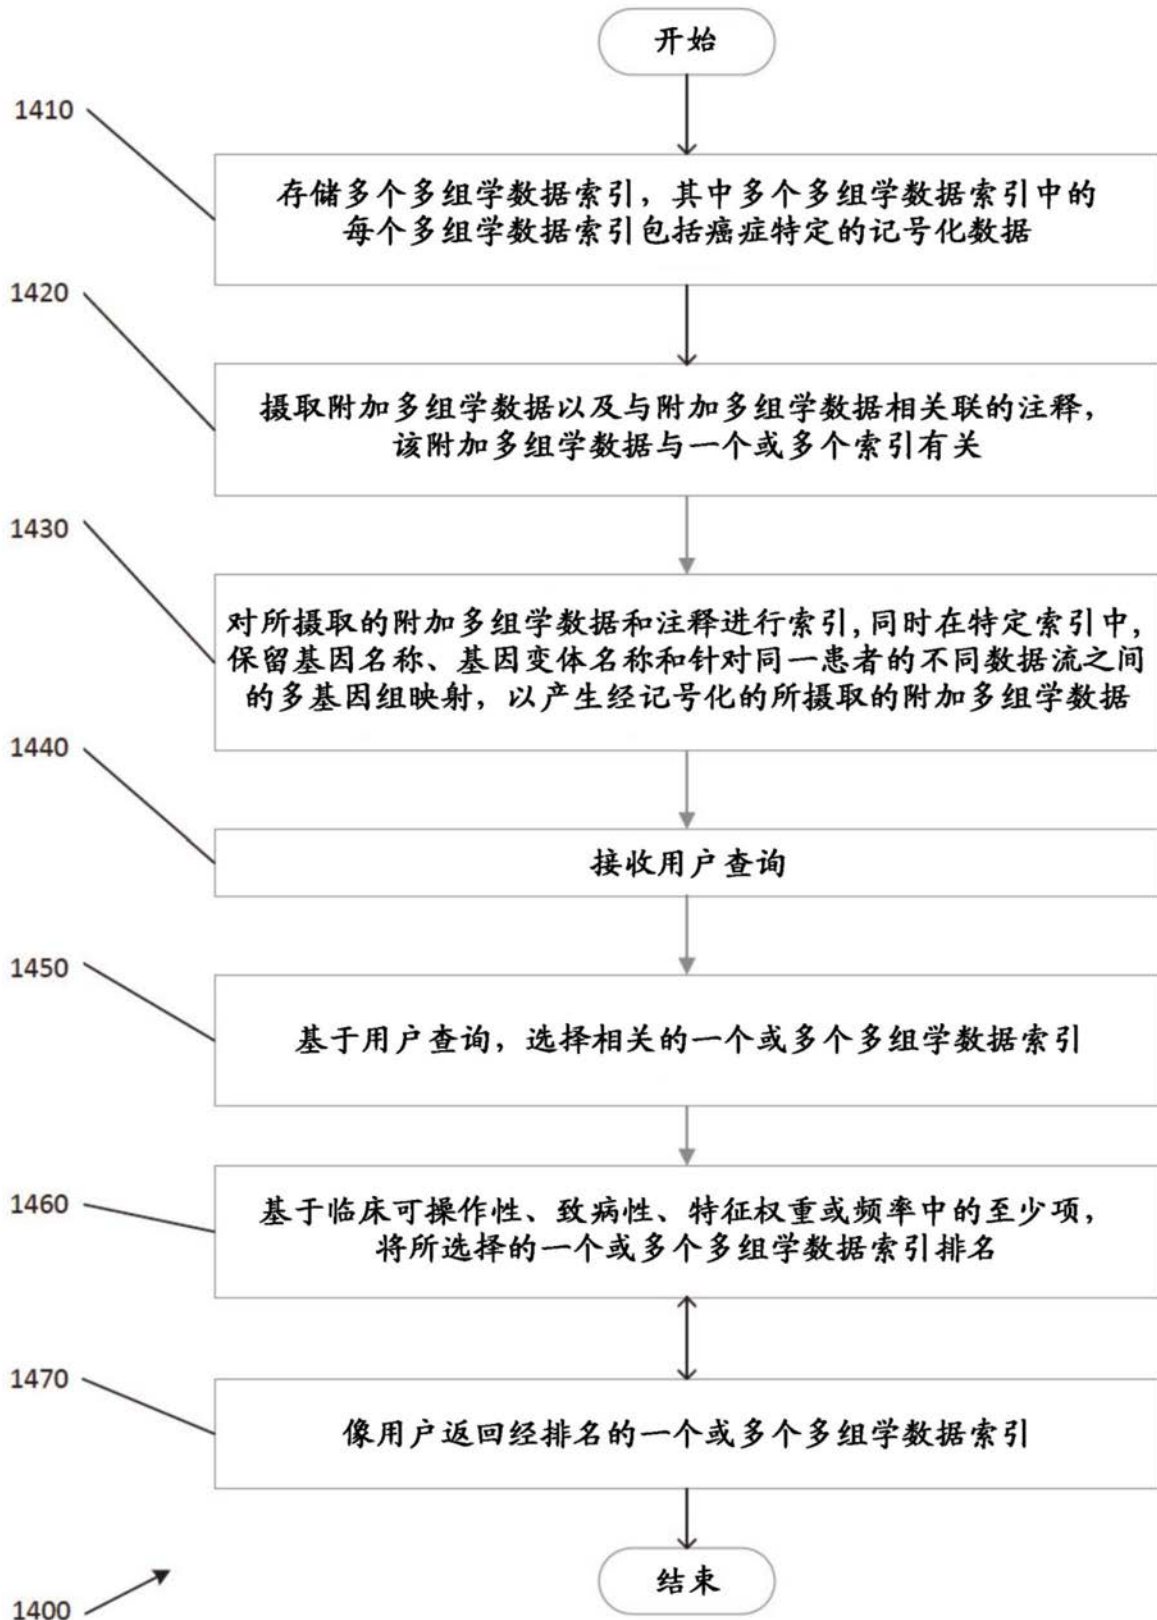 开始
1410
存储多个多组学数据索引，其中多个多组学数据索引中的
每个多组学数据索引包括癌症特定的记号化数据
1420
摄取附加多组学数据以及与附加多组学数据相关联的注释，
该附加多组学数据与一个或多个索引有关
1430
对所摄取的附加多组学数据和注释进行索引，同时在特定索引中，
保留基因名称、基因变体名称和针对同一患者的不同数据流之间
的多基因组映射，以产生经记号化的所摄取的附加多组学数据
1440
接收用户查询
1450
基于用户查询，选择相关的一个或多个多组学数据索引
1460
基于临床可操作性、致病性、特征权重或频率中的至少项，
将所选择的一个或多个多组学数据索引排名
1470
像用户返回经排名的一个或多个多组学数据索引
结束
1400